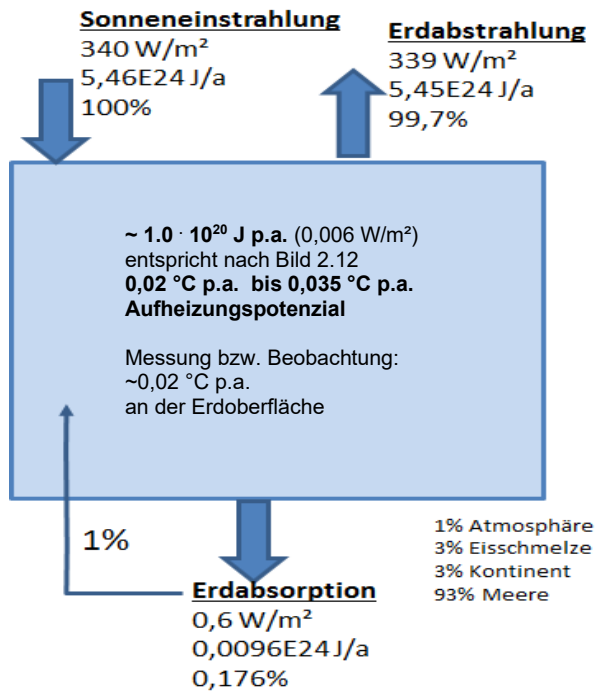 Sonneneinstrahlung
340 W/m²
5,46E24 J/a
100%
Erdabstrahlung
339 W/m²
5,45E24 J/a
99,7%
~ 1.0 · 10²⁰ J p.a. (0,006 W/m²)
entspricht nach Bild 2.12
0,02 °C p.a. bis 0,035 °C p.a.
Aufheizungspotenzial
Messung bzw. Beobachtung:
~0,02 °C p.a.
an der Erdoberfläche
1%
1% Atmosphäre
3% Eisschmelze
3% Kontinent
93% Meere
Erdabsorption
0,6 W/m²
0,0096E24 J/a
0,176%